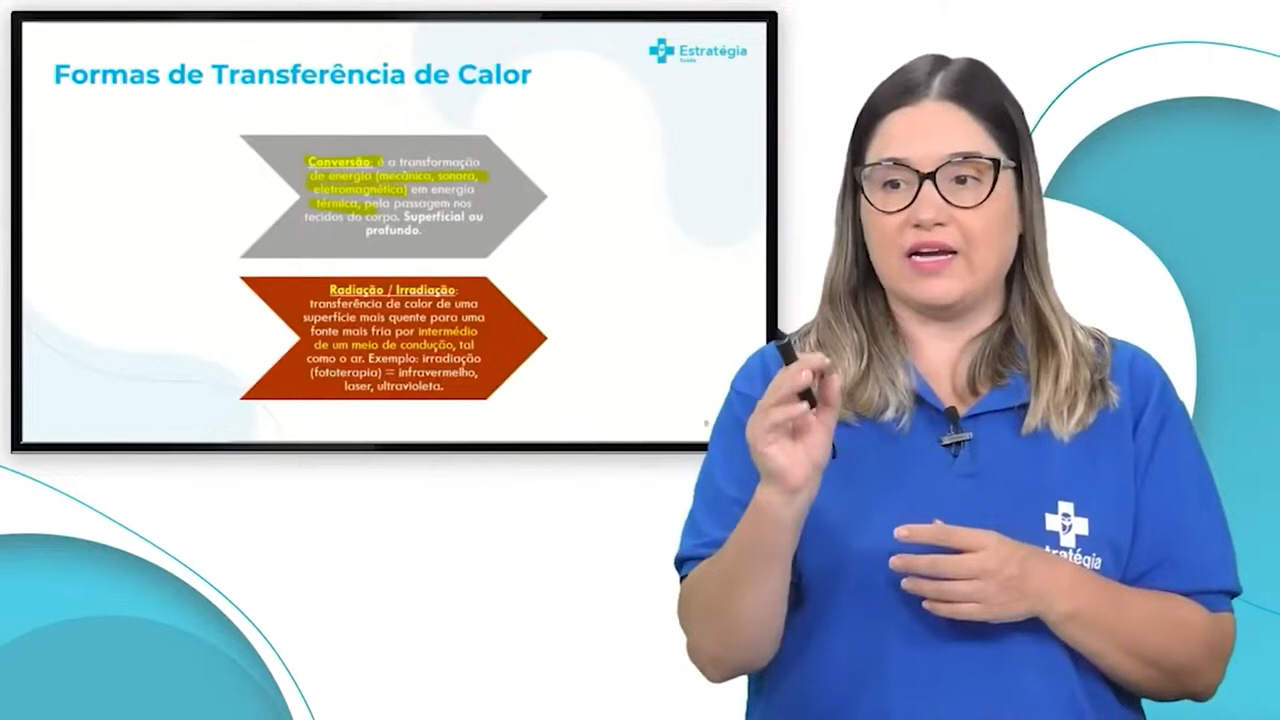 Estratégia
Saúde
Formas de Transferência de Calor
Conversão: é a transformação
de energia (mecânica, sonora,
eletromagnética) em energia
térmica, pela passagem nos
tecidos do corpo. Superficial ou
profundo.
Radiação / Irradiação:
transferência de calor de uma
superfície mais quente para uma
fonte mais fria por intermédio
de um meio de condução, tal
como o ar. Exemplo: irradiação
(fototerapia) = infravermelho,
laser, ultravioleta.
8
tratégia